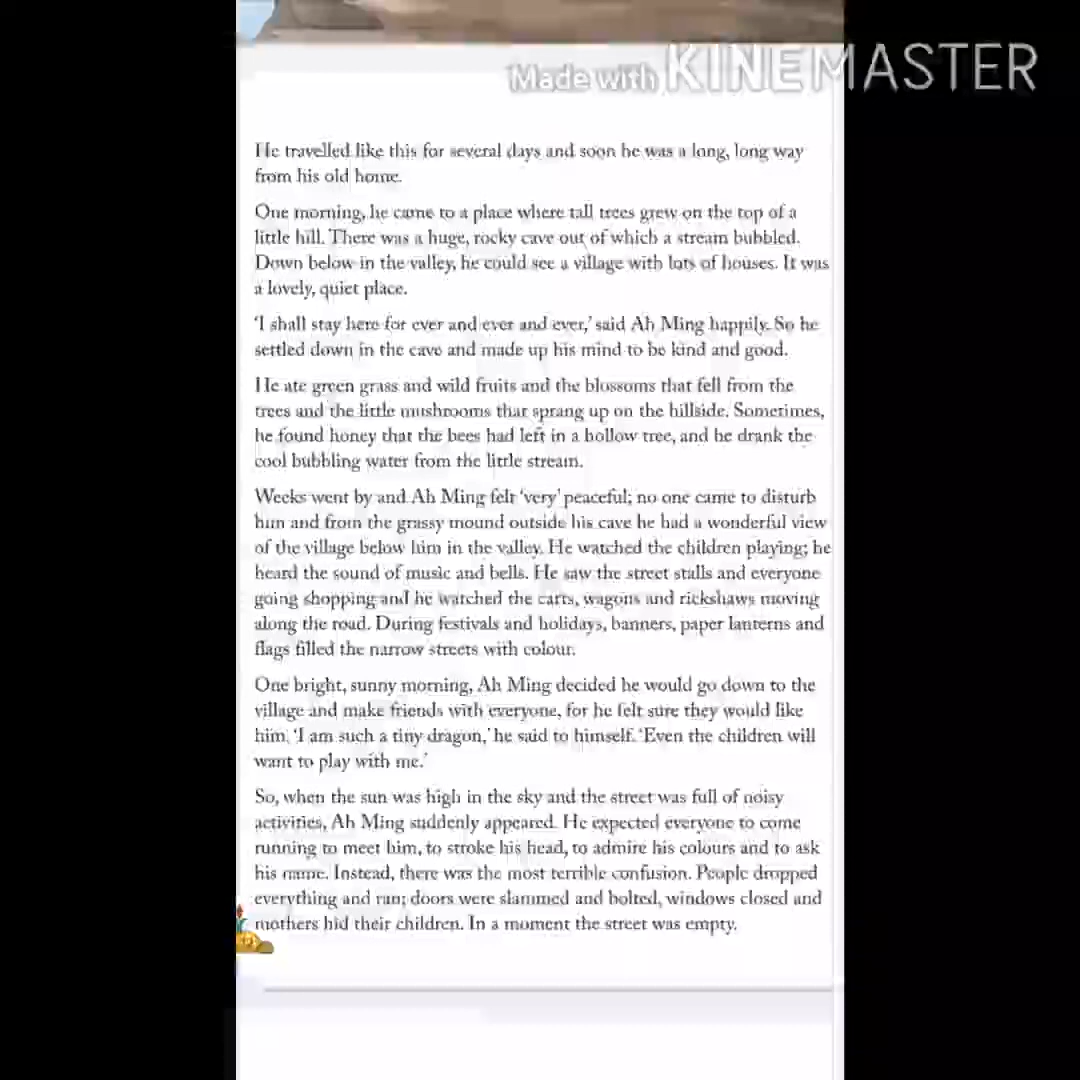 Made with KINEMASTER
He travelled like this for several days and soon he was a long, long way
from his old home.
One morning, he came to a place where tall trees grew on the top of a
little hill. There was a huge, rocky cave out of which a stream bubbled.
Down below in the valley, he could see a village with lots of houses. It was
a lovely, quiet place.
'I shall stay here for ever and ever and ever,' said Ah Ming happily. So he
settled down in the cave and made up his mind to be kind and good.
He ate green grass and wild fruits and the blossoms that fell from the
trees and the little mushrooms that sprang up on the hillside. Sometimes,
he found honey that the bees had left in a hollow tree, and he drank the
cool bubbling water from the little stream.
Weeks went by and Ah Ming felt 'very' peaceful; no one came to disturb
him and from the grassy mound outside his cave he had a wonderful view
of the village below him in the valley. He watched the children playing; he
heard the sound of music and bells. He saw the street stalls and everyone
going shopping and he watched the carts, wagons and rickshaws moving
along the road. During festivals and holidays, banners, paper lanterns and
flags filled the narrow streets with colour.
One bright, sunny morning, Ah Ming decided he would go down to the
village and make friends with everyone, for he felt sure they would like
him. 'I am such a tiny dragon,' he said to himself. 'Even the children will
want to play with me.'
So, when the sun was high in the sky and the street was full of noisy
activities, Ah Ming suddenly appeared. He expected everyone to come
running to meet him, to stroke his head, to admire his colours and to ask
his name. Instead, there was the most terrible confusion. People dropped
everything and ran; doors were slammed and bolted, windows closed and
mothers hid their children. In a moment the street was empty.